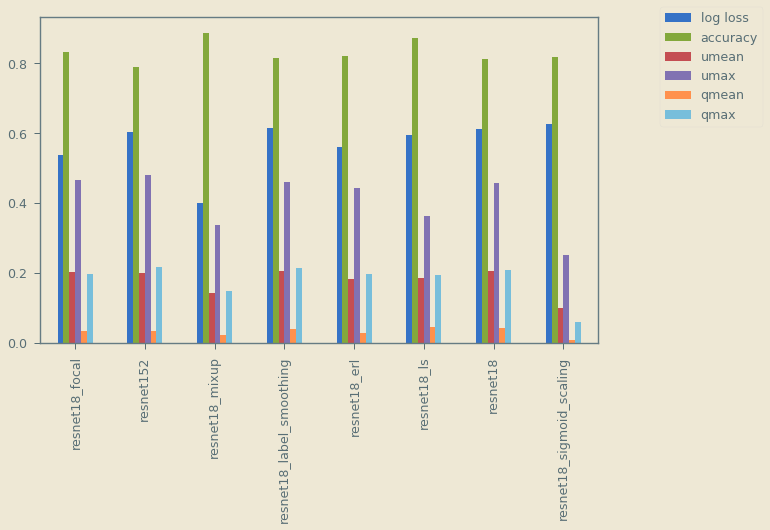 log loss
accuracy
umean
umax
qmean
qmax
0.8
0.6
0.4
0.2
0.0
resnet18_focal
resnet152
resnet18_mixup
resnet18_label_smoothing
resnet18_erl
resnet18_ls
resnet18
resnet18_sigmoid_scaling